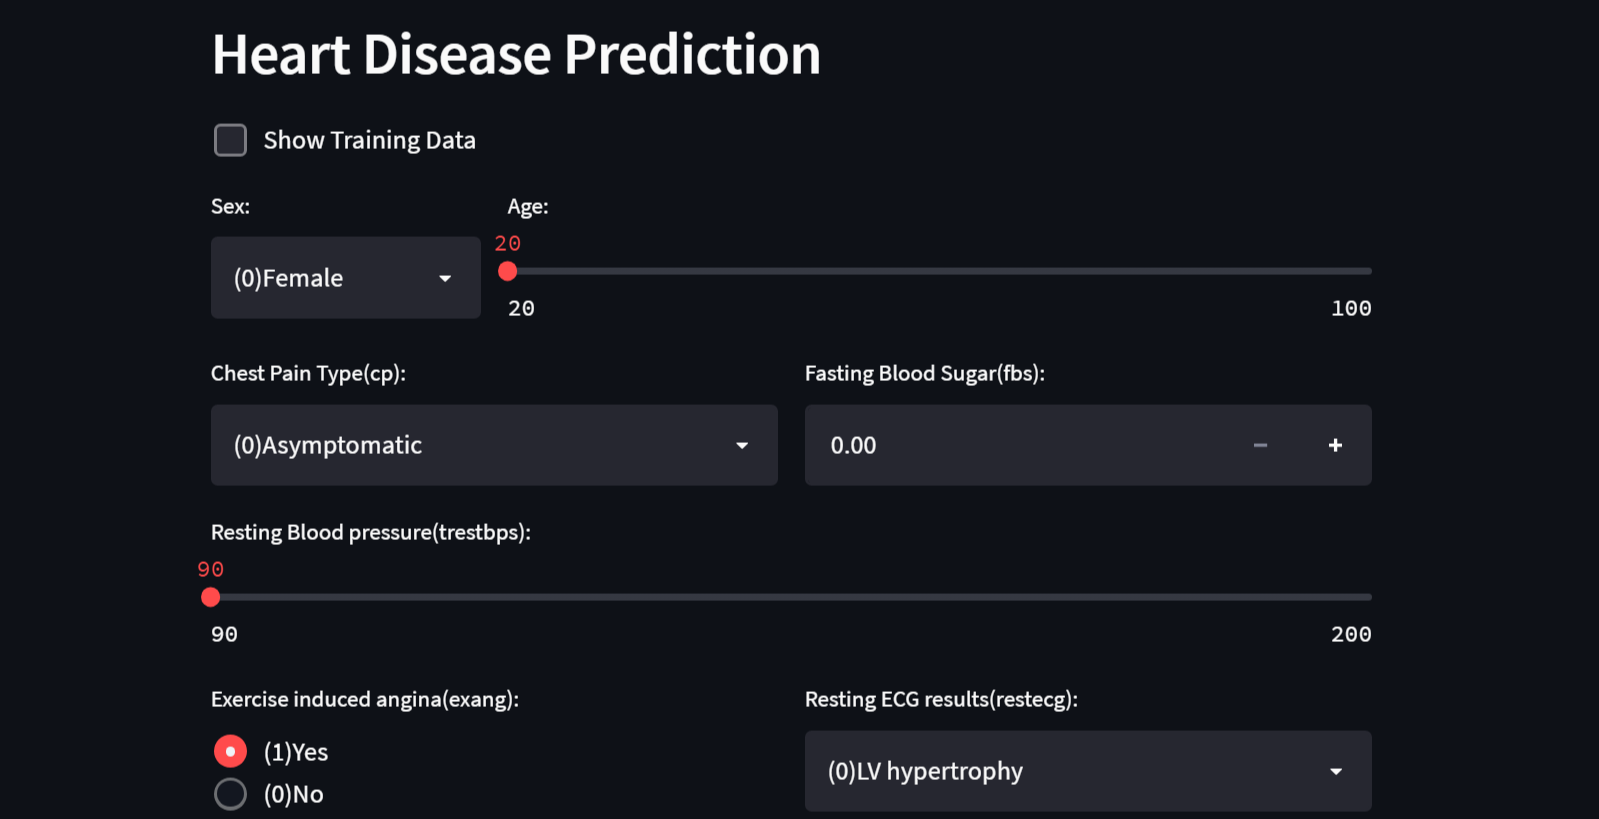 Heart Disease Prediction
Show Training Data
Sex:
(0)Female
Age:
20
20 100
Chest Pain Type(cp):
(0)Asymptomatic
Fasting Blood Sugar(fbs):
0.00 − +
Resting Blood pressure(trestbps):
90
90 200
Exercise induced angina(exang):
(1)Yes
(0)No
Resting ECG results(restecg):
(0)LV hypertrophy